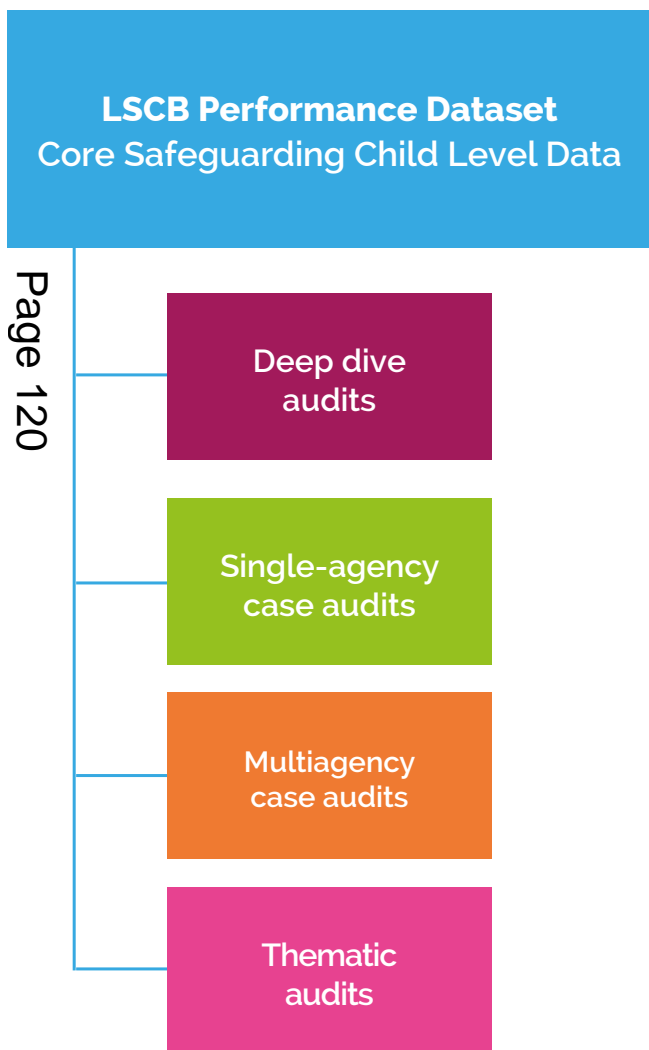 LSCB Performance Dataset
Core Safeguarding Child Level Data
Page 120
Deep dive
audits
Single-agency
case audits
Multiagency
case audits
Thematic
audits